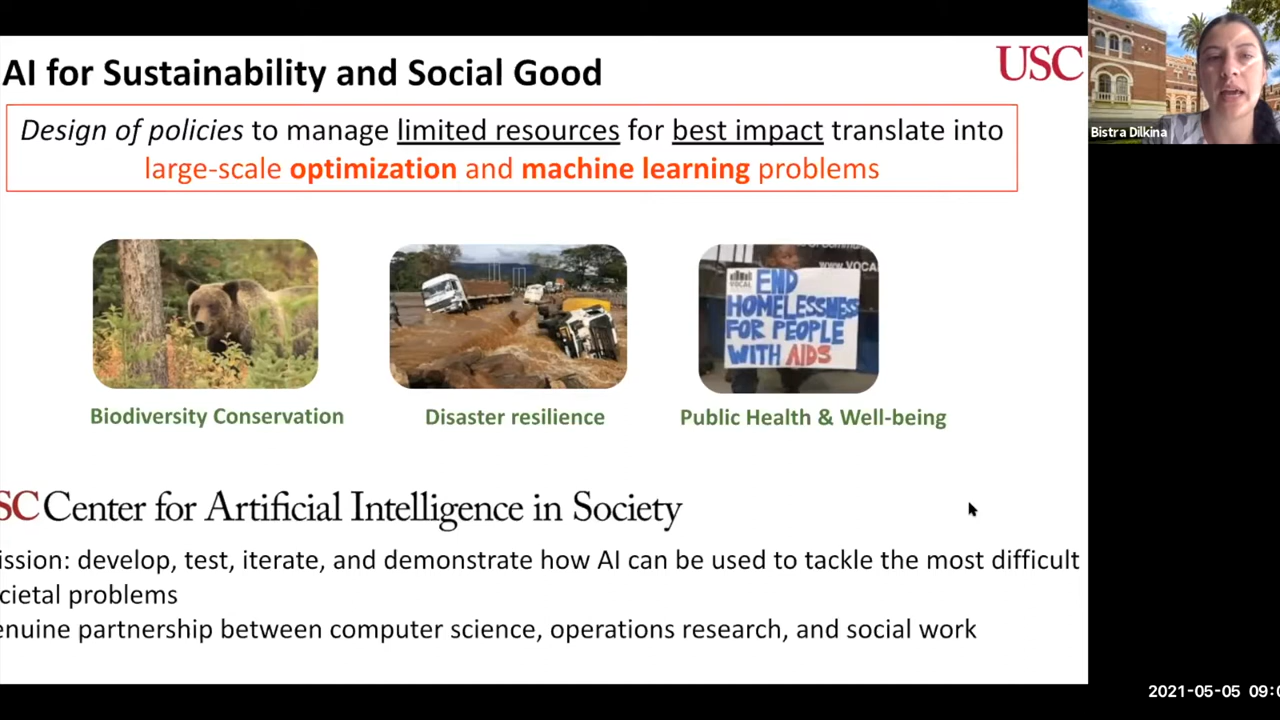 AI for Sustainability and Social Good
USC
Design of policies to manage limited resources for best impact translate into
large-scale optimization and machine learning problems
Bistra Dilkina
www.VOCAL
VOCAL
END
HOMELESSNESS
FOR PEOPLE
WITH AIDS
Biodiversity Conservation
Disaster resilience
Public Health & Well-being
SC Center for Artificial Intelligence in Society
ission: develop, test, iterate, and demonstrate how AI can be used to tackle the most difficult
cietal problems
enuine partnership between computer science, operations research, and social work
2021-05-05 09:0